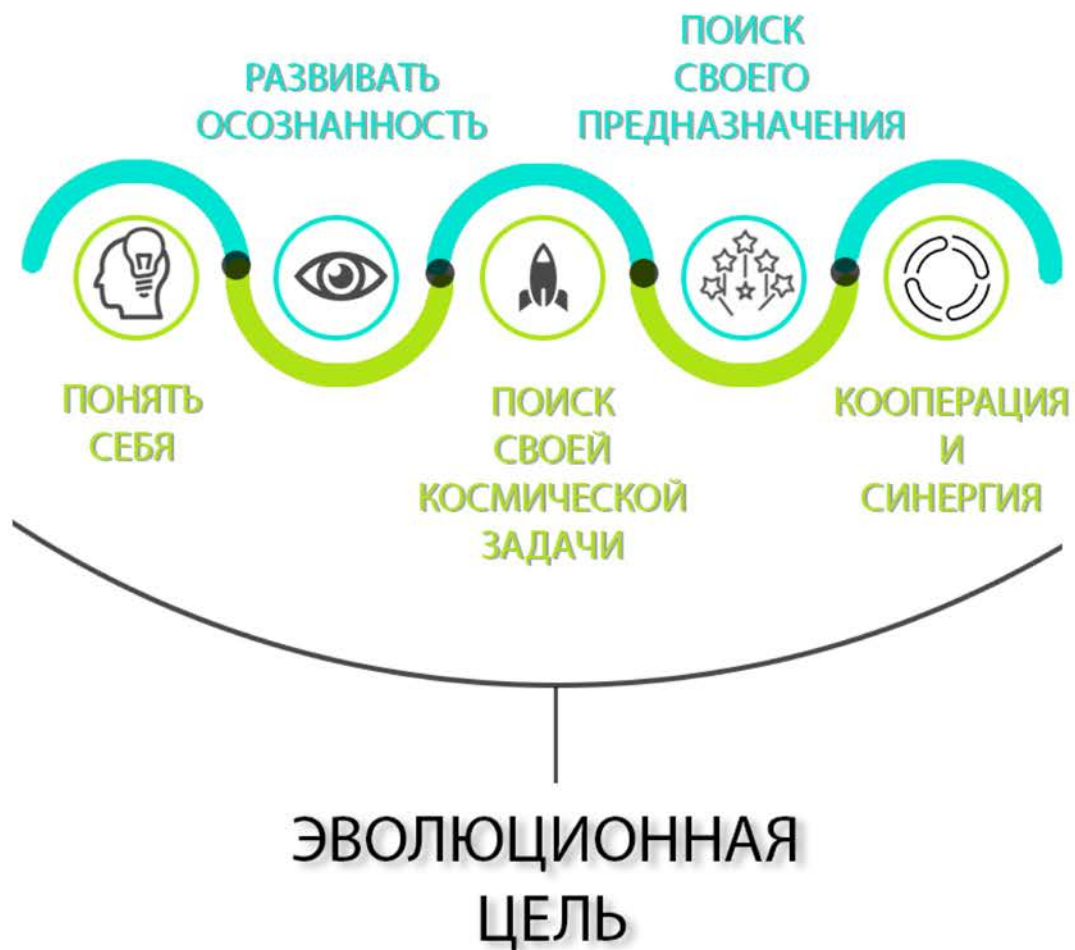 РАЗВИВАТЬ
ОСОЗНАННОСТЬ
ПОИСК
СВОЕГО
ПРЕДНАЗНАЧЕНИЯ
ПОНЯТЬ
СЕБЯ
ПОИСК
СВОЕЙ
КОСМИЧЕСКОЙ
ЗАДАЧИ
КООПЕРАЦИЯ
И
СИНЕРГИЯ
ЭВОЛЮЦИОННАЯ
ЦЕЛЬ